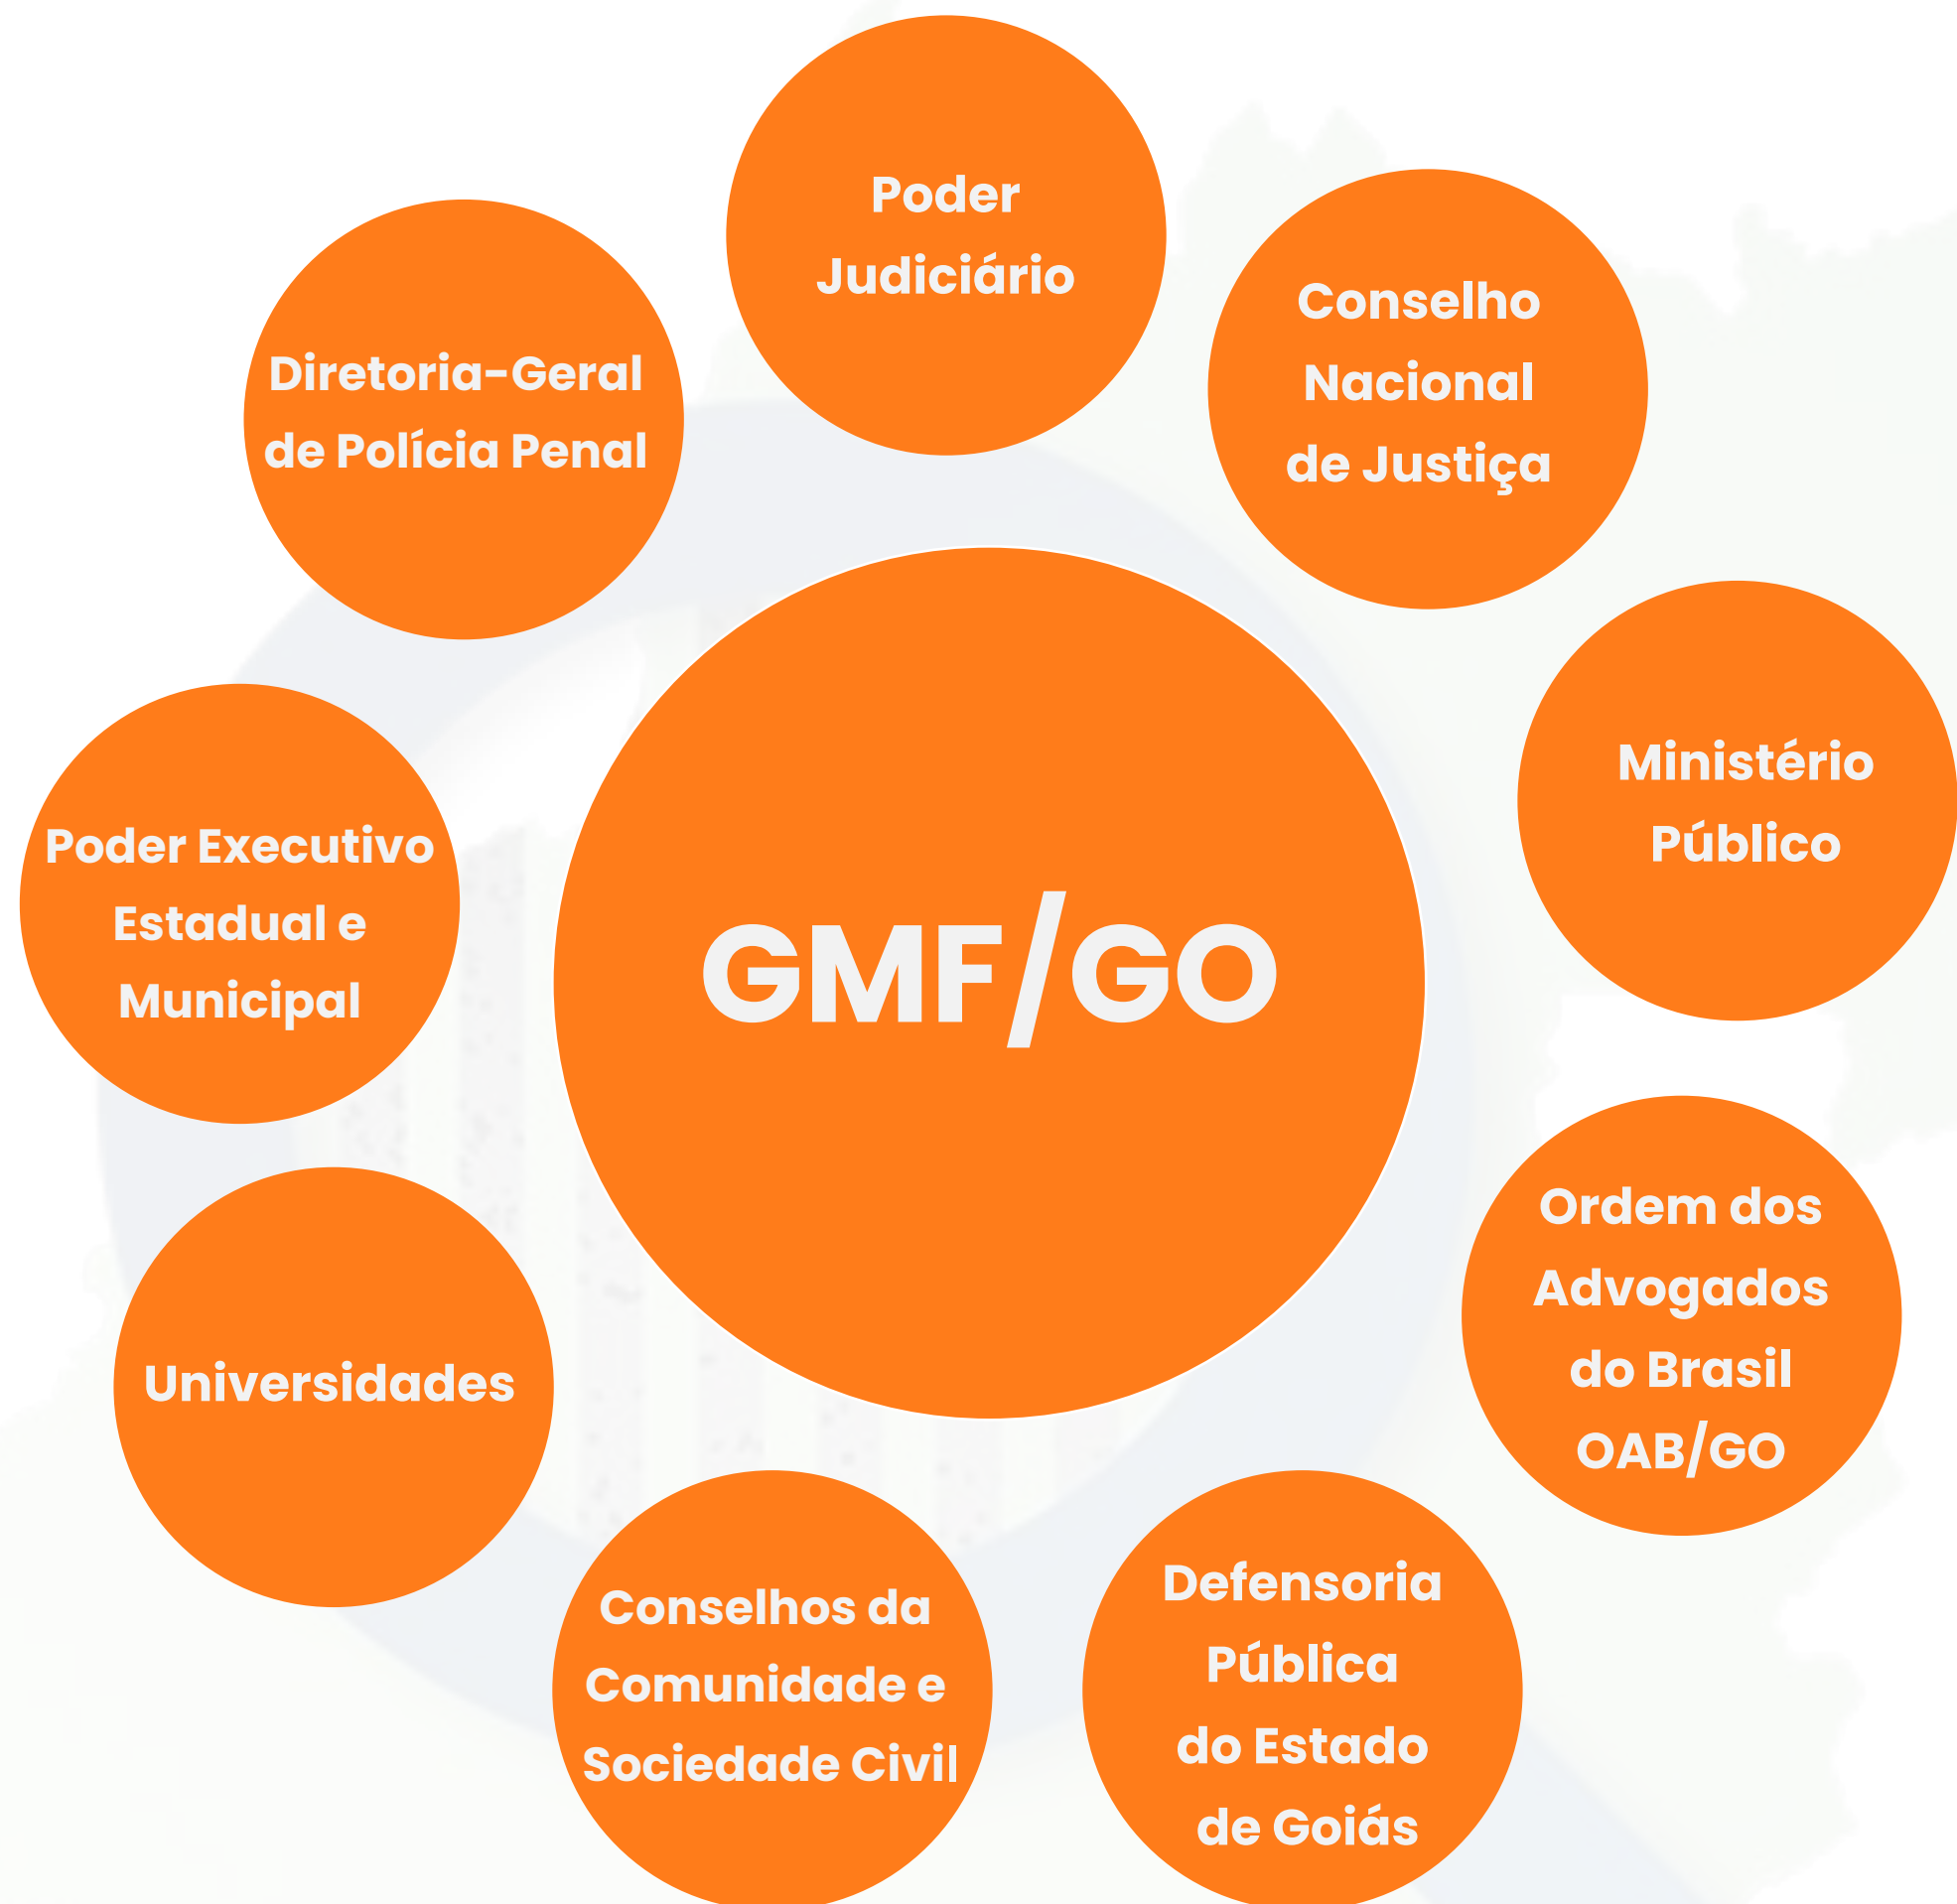 Poder
Judiciário
Conselho
Nacional
de Justiça
Diretoria-Geral
de Polícia Penal
Ministério
Público
Poder Executivo
Estadual e
Municipal
GMF/GO
Ordem dos
Advogados
do Brasil
OAB/GO
Universidades
Conselhos da
Comunidade e
Sociedade Civil
Defensoria
Pública
do Estado
de Goiás